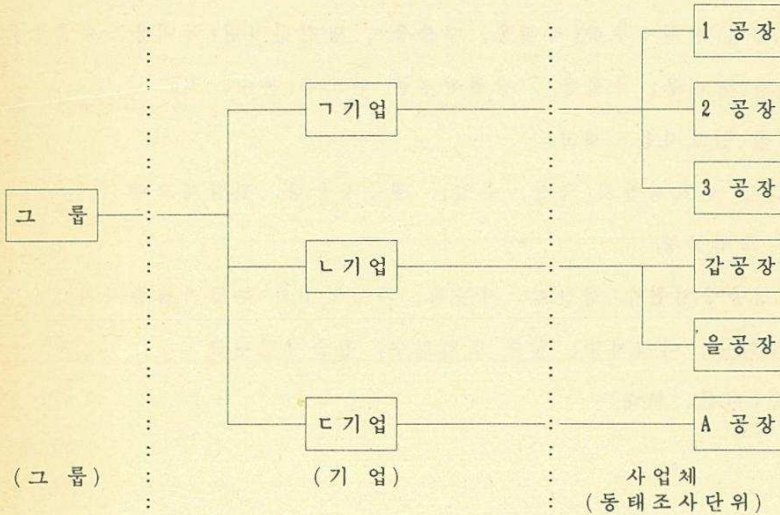 1 공장
ㄱ기업
2 공장
3 공장
그 룹
ㄴ기업
갑공장
을공장
ㄷ기업
A 공장
(그 룹)
(기 업)
사업체
(동태조사단위)